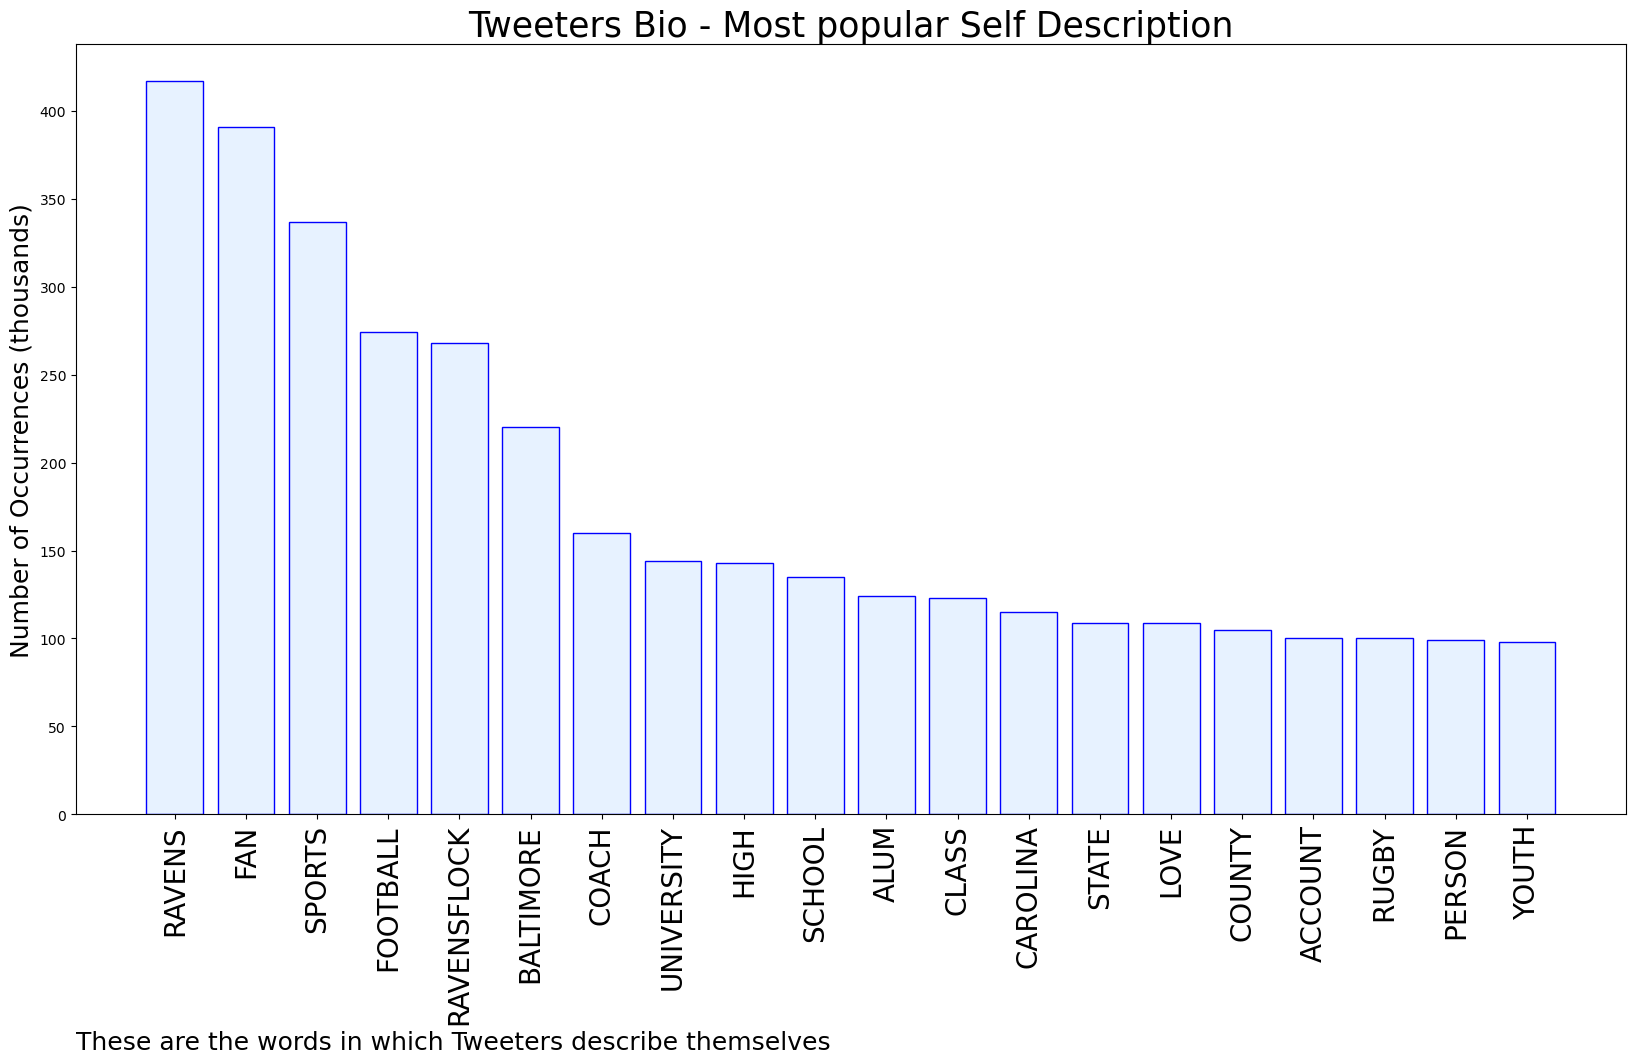 Tweeters Bio - Most popular Self Description
Number of Occurrences (thousands)
400
350
300
250
200
150
100
50
0
RAVENS
FAN
SPORTS
FOOTBALL
RAVENSFLOCK
BALTIMORE
COACH
UNIVERSITY
HIGH
SCHOOL
ALUM
CLASS
CAROLINA
STATE
LOVE
COUNTY
ACCOUNT
RUGBY
PERSON
YOUTH
These are the words in which Tweeters describe themselves